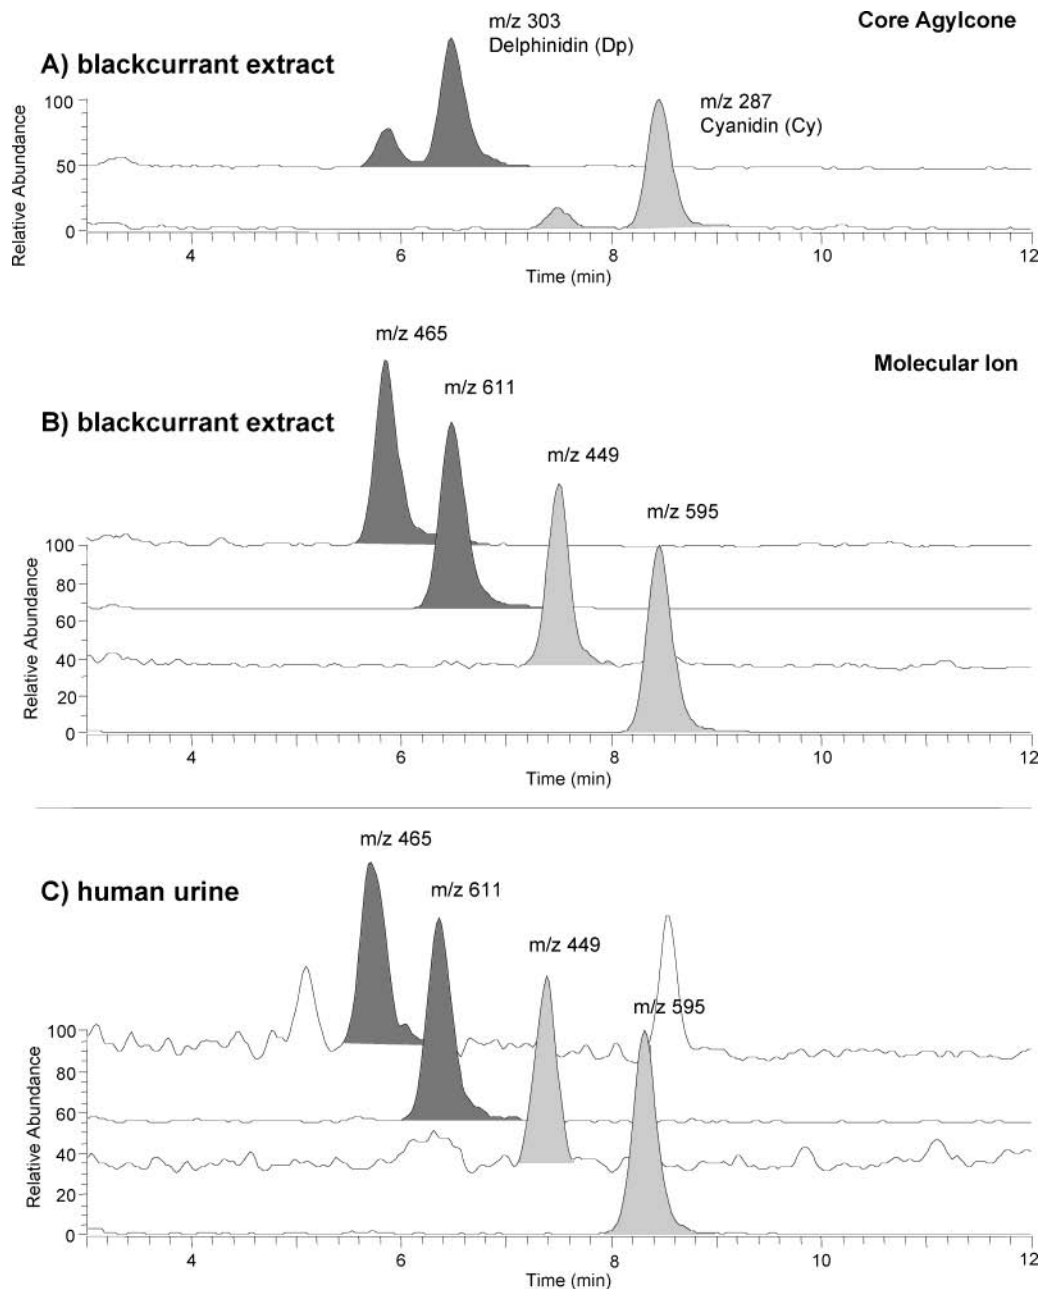 m/z 303
Delphinidin (Dp)
Core Agylcone
A) blackcurrant extract
m/z 287
Cyanidin (Cy)
100
50
0
Relative Abundance
4 6 8 10 12
Time (min)
m/z 465
Molecular Ion
m/z 611
B) blackcurrant extract
m/z 449
m/z 595
100
80
60
40
20
0
Relative Abundance
4 6 8 10 12
Time (min)
m/z 465
C) human urine
m/z 611
m/z 449
m/z 595
100
80
60
40
20
0
Relative Abundance
4 6 8 10 12
Time (min)